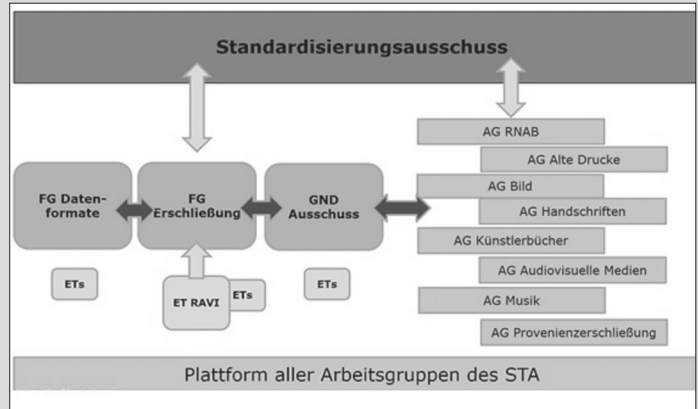 Standardisierungsausschuss
FG Daten-
formate
FG
Erschließung
GND
Ausschuss
ETs
ET RAVI
ETs
ETs
AG RNAB
AG Alte Drucke
AG Bild
AG Handschriften
AG Künstlerbücher
AG Audiovisuelle Medien
AG Musik
AG Provenienzerschließung
Plattform aller Arbeitsgruppen des STA